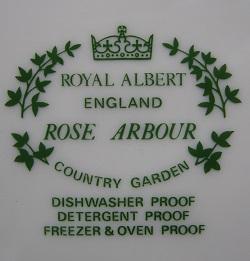 ROYAL ALBERT
ENGLAND
ROSE ARBOUR
COUNTRY GARDEN
DISHWASHER PROOF
DETERGENT PROOF
FREEZER & OVEN PROOF